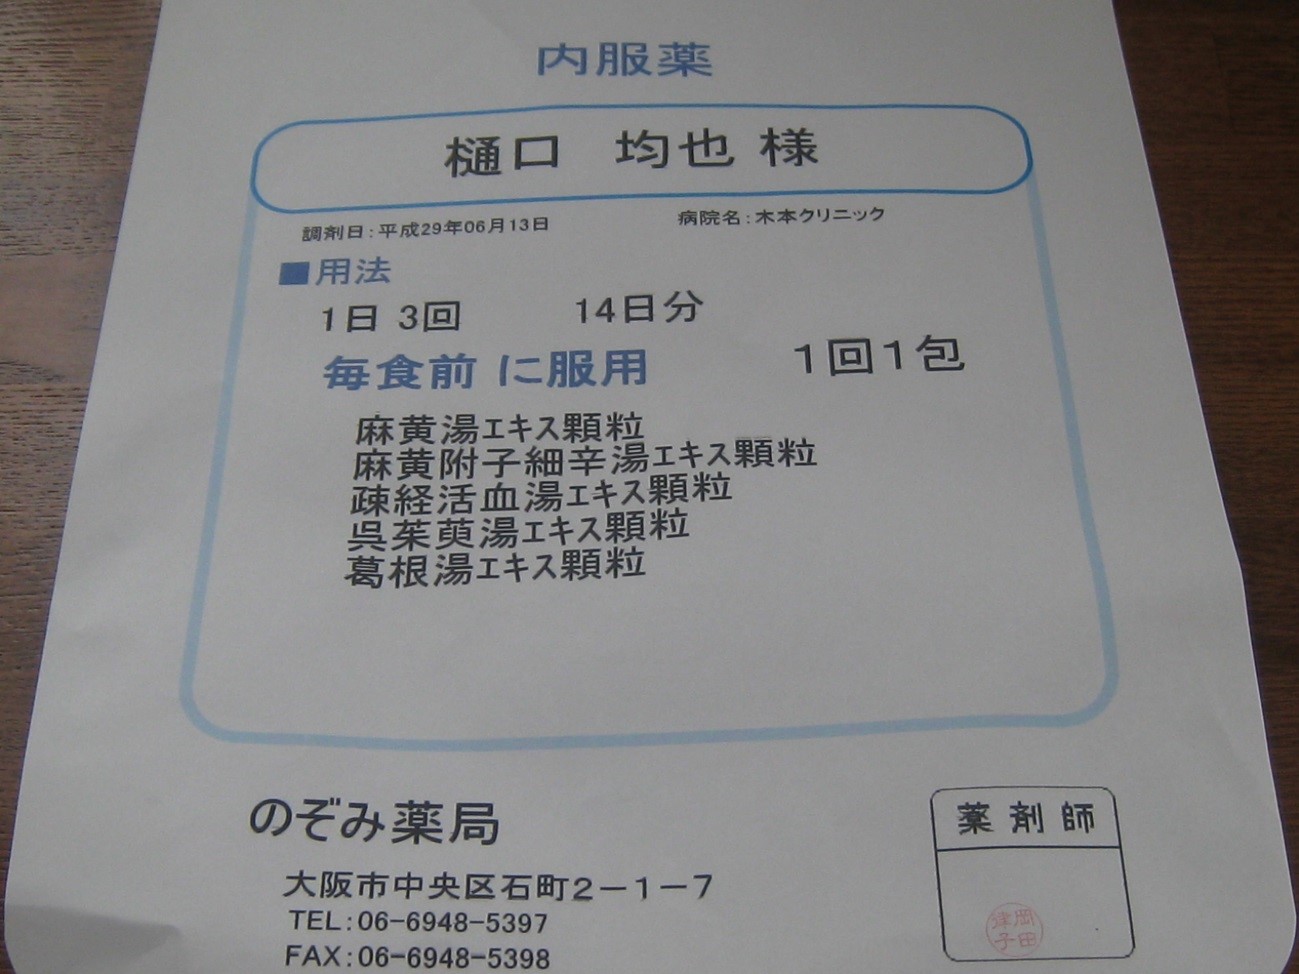 内服薬
樋口 均也 様
調剤日:平成29年06月13日 病院名:木本クリニック
■用法
1日 3回 14日分
毎食前 に服用 1回1包
麻黄湯エキス顆粒
麻黄附子細辛湯エキス顆粒
疎経活血湯エキス顆粒
呉茱萸湯エキス顆粒
葛根湯エキス顆粒
のぞみ薬局
大阪市中央区石町2-1-7
TEL:06-6948-5397
FAX:06-6948-5398
薬剤師
岡田
津子